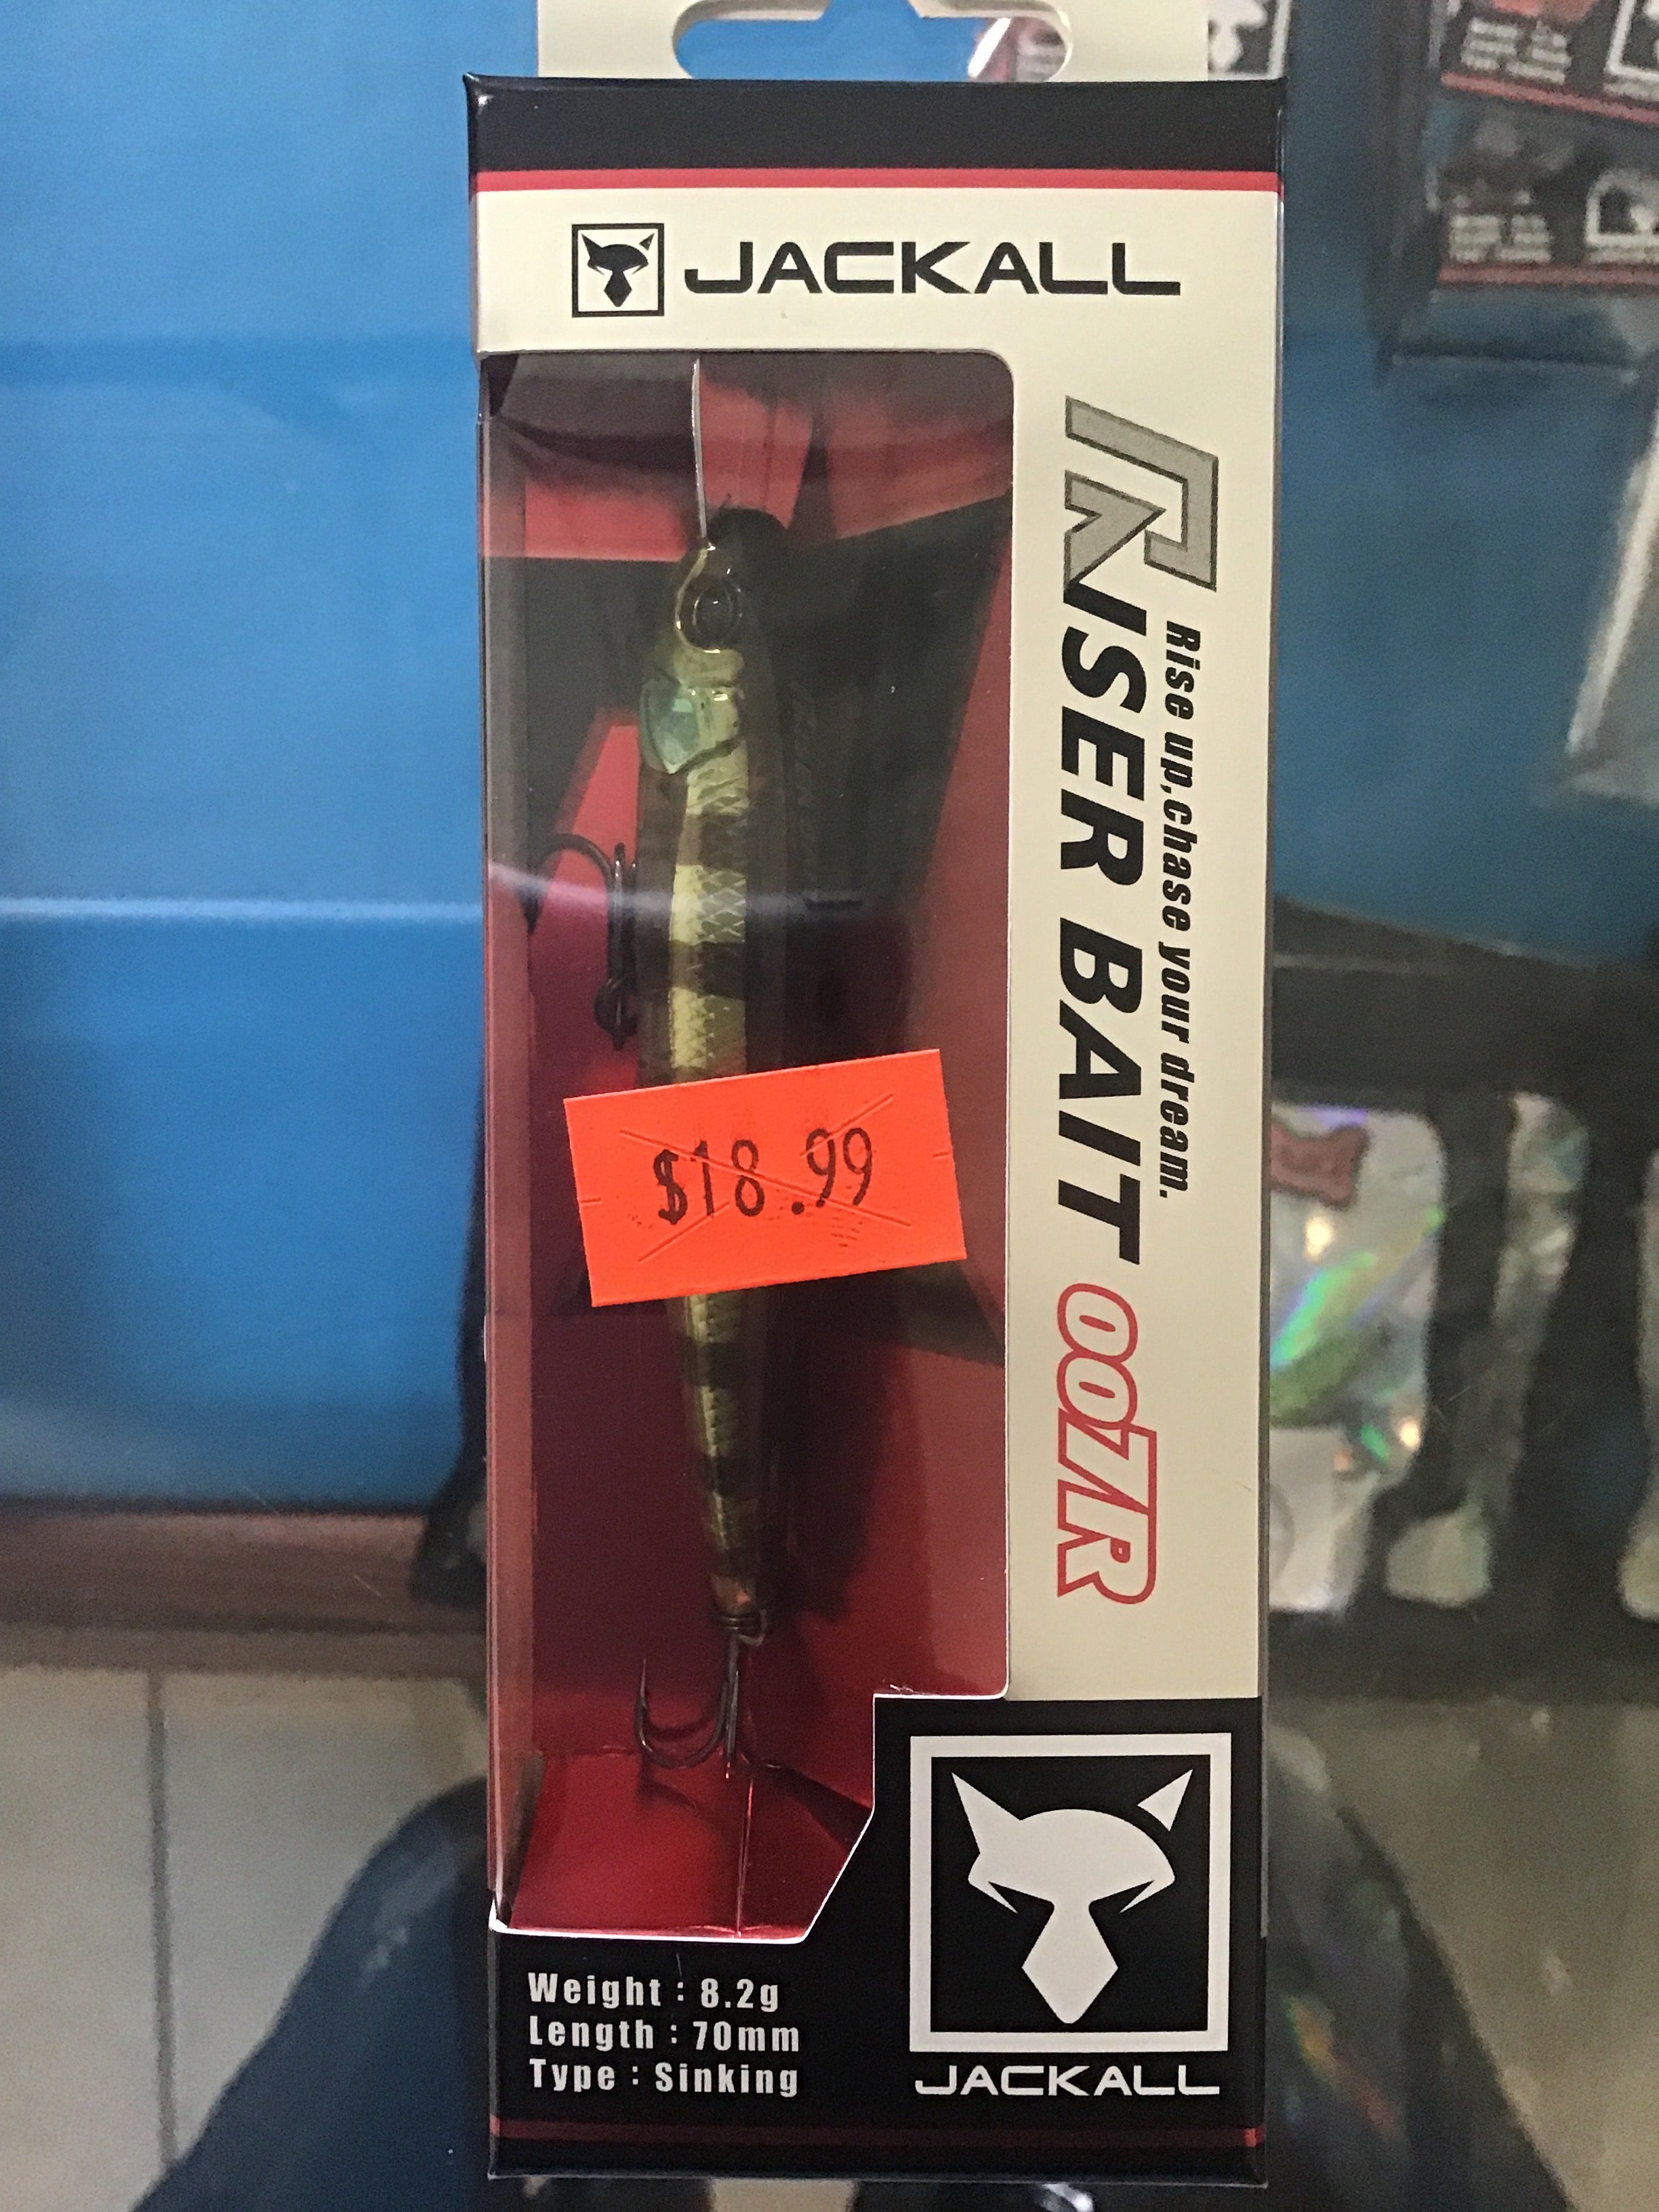 JACKALL
RISER BAIT 007R
Rise up,chase your dream.
$18.99
Weight : 8.2g
Length : 70mm
Type : Sinking
JACKALL